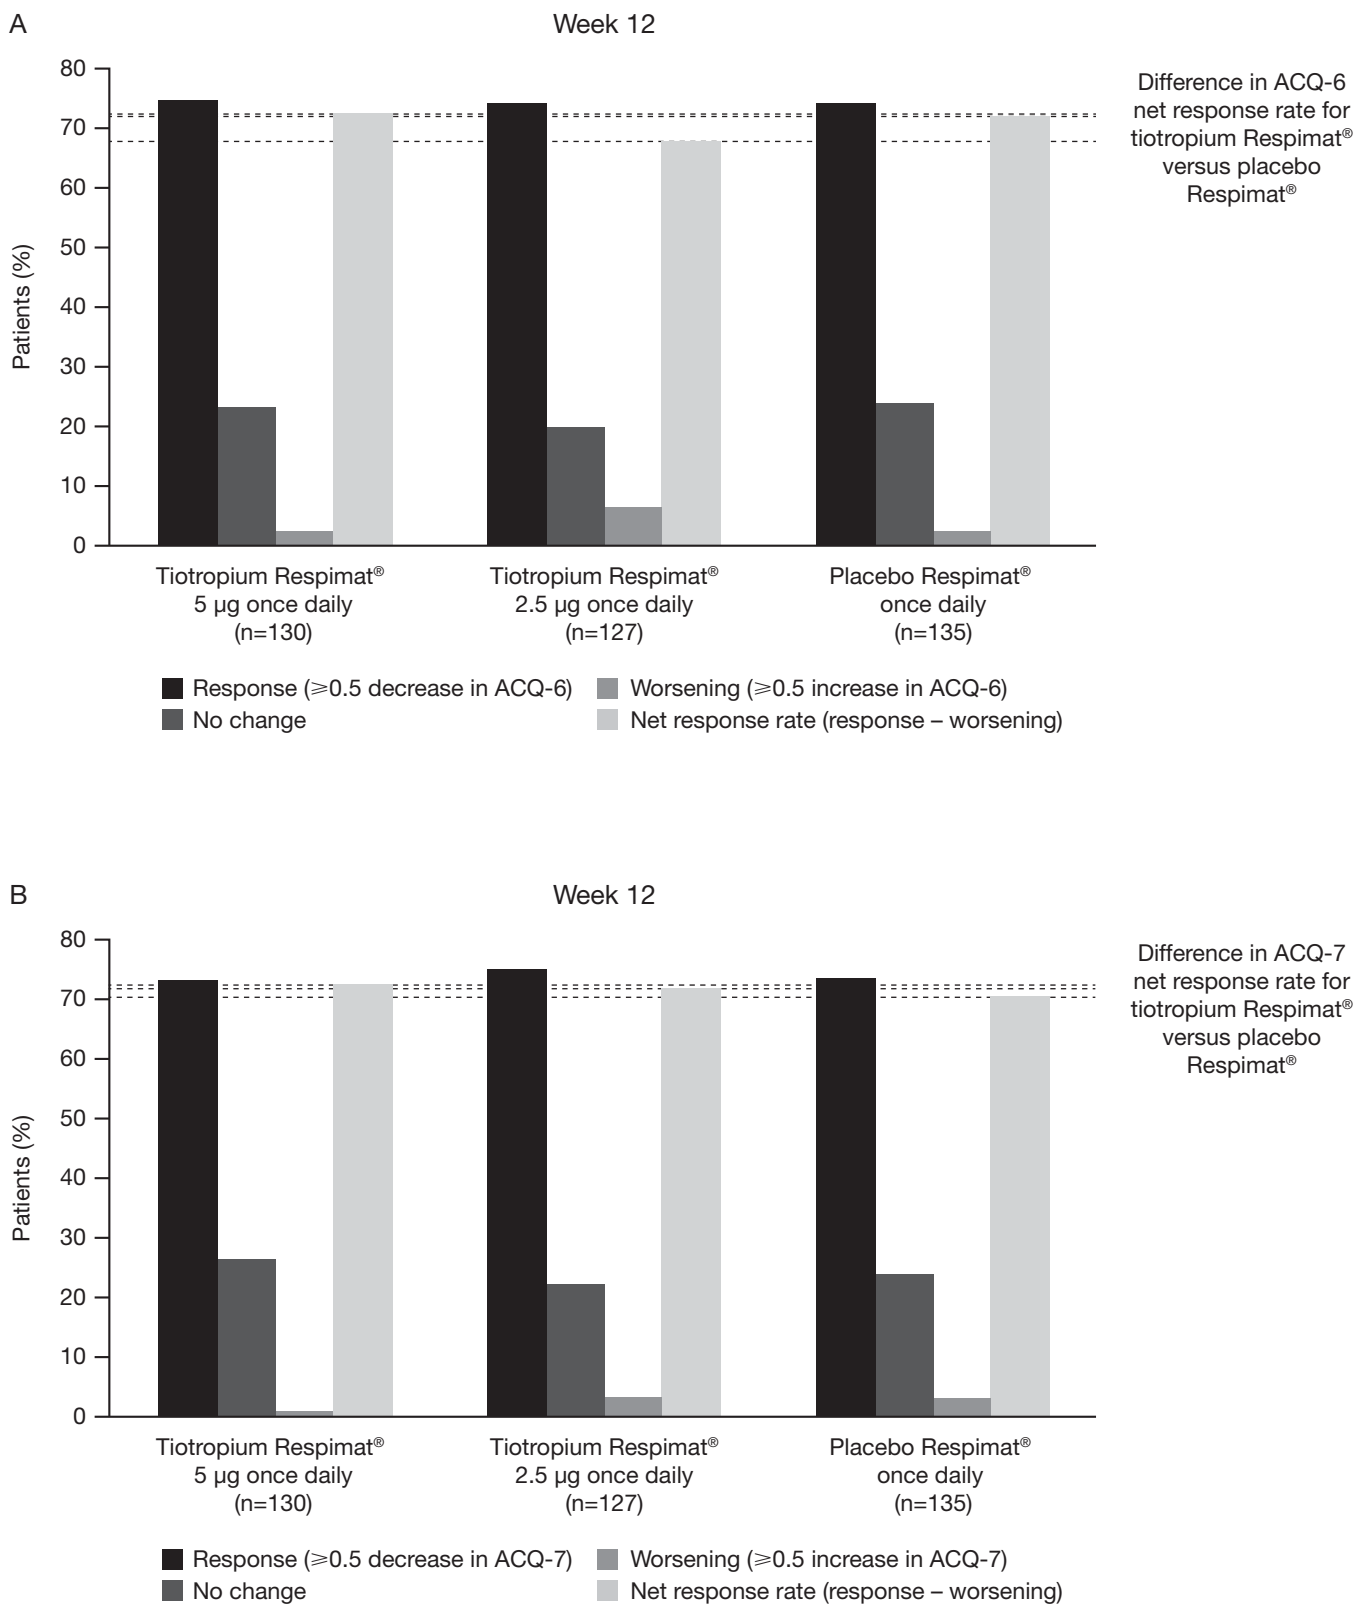 A
Week 12
80
70
60
50
40
30
20
10
0
Patients (%)
Difference in ACQ-6
net response rate for
tiotropium Respimat®
versus placebo
Respimat®
Tiotropium Respimat®
5 µg once daily
(n=130)
Tiotropium Respimat®
2.5 µg once daily
(n=127)
Placebo Respimat®
once daily
(n=135)
Response (⩾0.5 decrease in ACQ-6)
No change
Worsening (⩾0.5 increase in ACQ-6)
Net response rate (response – worsening)
B
Week 12
80
70
60
50
40
30
20
10
0
Patients (%)
Difference in ACQ-7
net response rate for
tiotropium Respimat®
versus placebo
Respimat®
Tiotropium Respimat®
5 µg once daily
(n=130)
Tiotropium Respimat®
2.5 µg once daily
(n=127)
Placebo Respimat®
once daily
(n=135)
Response (⩾0.5 decrease in ACQ-7)
No change
Worsening (⩾0.5 increase in ACQ-7)
Net response rate (response – worsening)